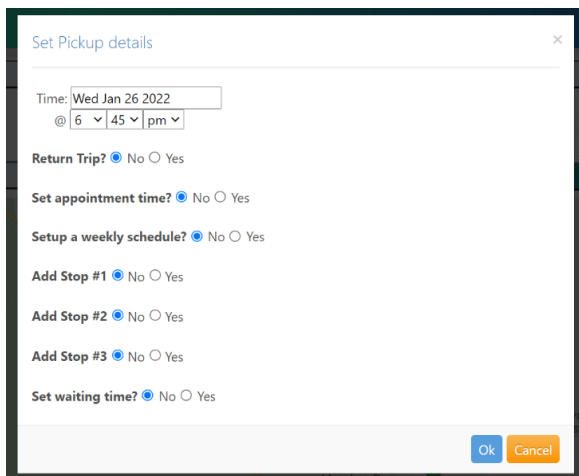 Set Pickup details ×
Time: Wed Jan 26 2022
@ 6 45 pm
Return Trip? No Yes
Set appointment time? No Yes
Setup a weekly schedule? No Yes
Add Stop #1 No Yes
Add Stop #2 No Yes
Add Stop #3 No Yes
Set waiting time? No Yes
Ok Cancel